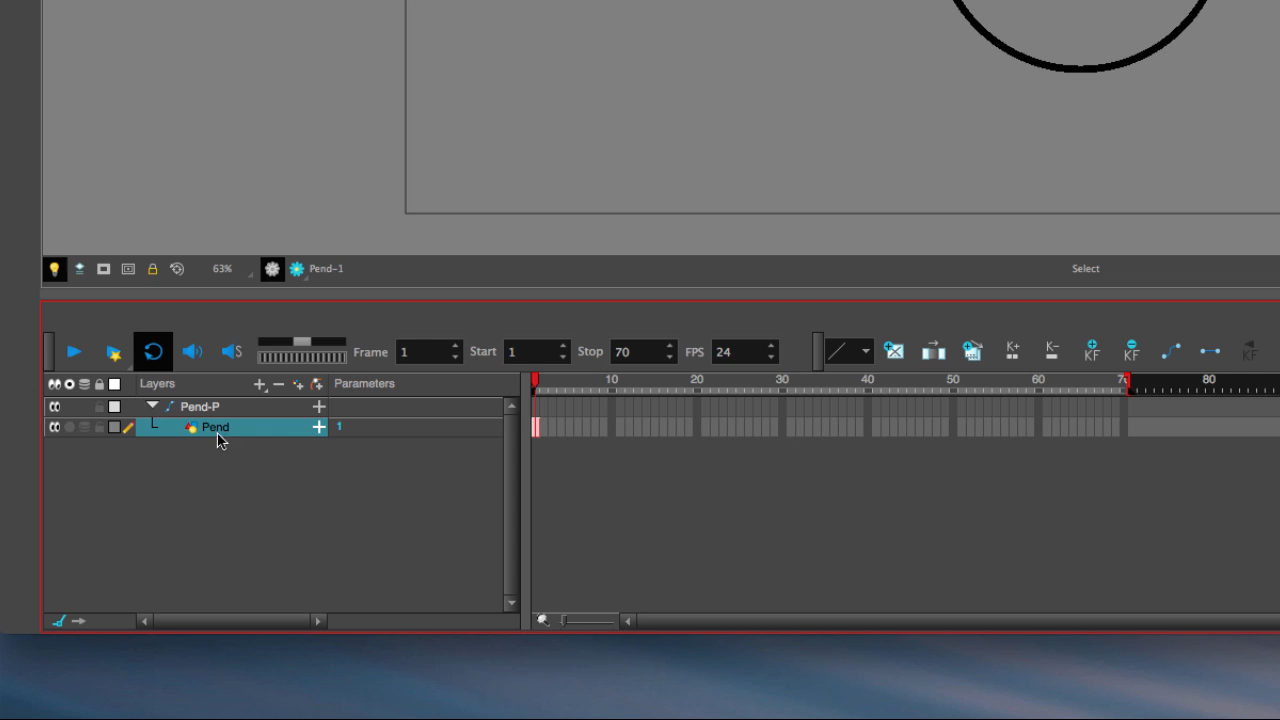 63% Pend-1 Select
S Frame 1 Start 1 Stop 70 FPS 24 K+ K- KF KF KF
Layers Parameters 10 20 30 40 50 60 80
Pend-P
Pend 1